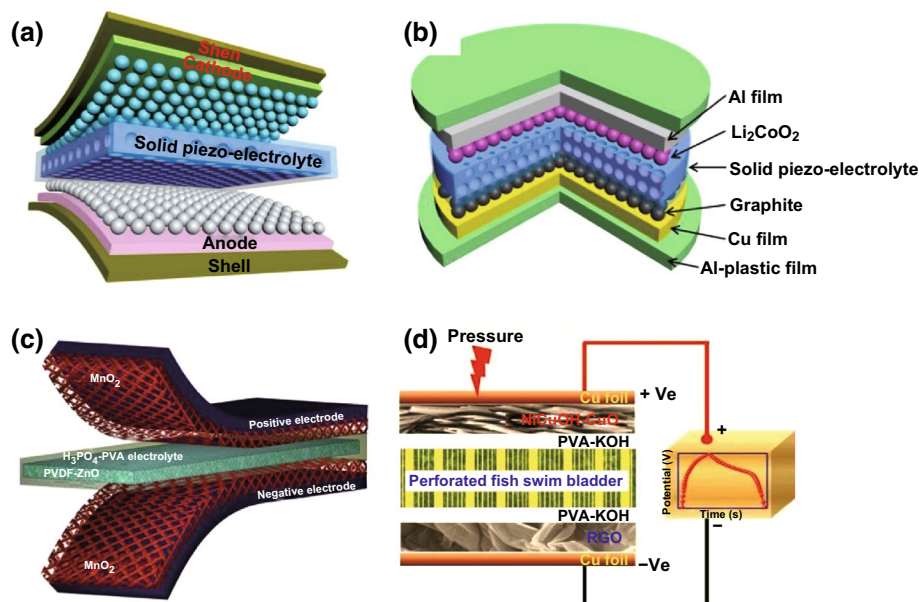 (a)
Shen
Cathode
Solid piezo-electrolyte
Anode
Shell
(b)
Al film
Li₂CoO₂
Solid piezo-electrolyte
Graphite
Cu film
Al-plastic film
(c)
MnO₂
Positive electrode
H₃PO₄-PVA electrolyte
PVDF-ZnO
Negative electrode
MnO₂
(d)
Pressure
Cu foil
+ Ve
NiCuOH-CuO
PVA-KOH
Perforated fish swim bladder
PVA-KOH
RGO
Cu foil
−Ve
+
Potential (V)
Time (s)
−